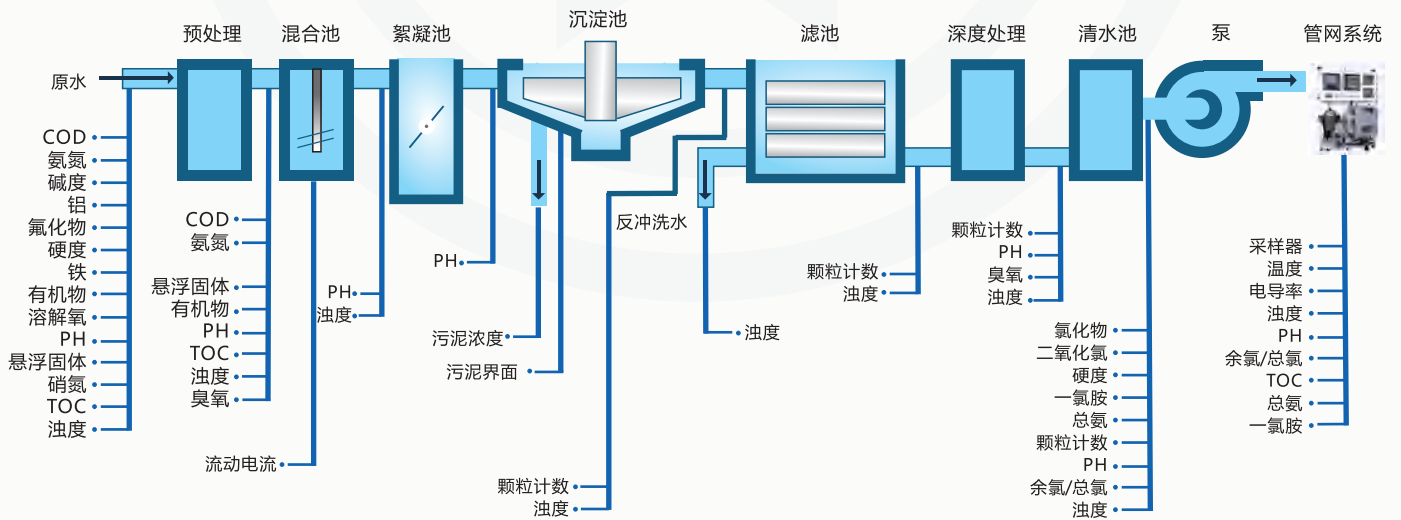 预处理
混合池
絮凝池
沉淀池
滤池
深度处理
清水池
泵
管网系统
原水
COD
氨氮
碱度
铝
氟化物
硬度
铁
有机物
溶解氧
PH
悬浮固体
硝氮
TOC
浊度
COD
氨氮
悬浮固体
有机物
PH
TOC
浊度
臭氧
流动电流
PH
浊度
PH
污泥浓度
污泥界面
颗粒计数
浊度
反冲洗水
浊度
颗粒计数
浊度
颗粒计数
PH
臭氧
浊度
氯化物
二氧化氯
硬度
一氯胺
总氨
颗粒计数
PH
余氯/总氯
浊度
采样器
温度
电导率
浊度
PH
余氯/总氯
TOC
总氨
一氯胺